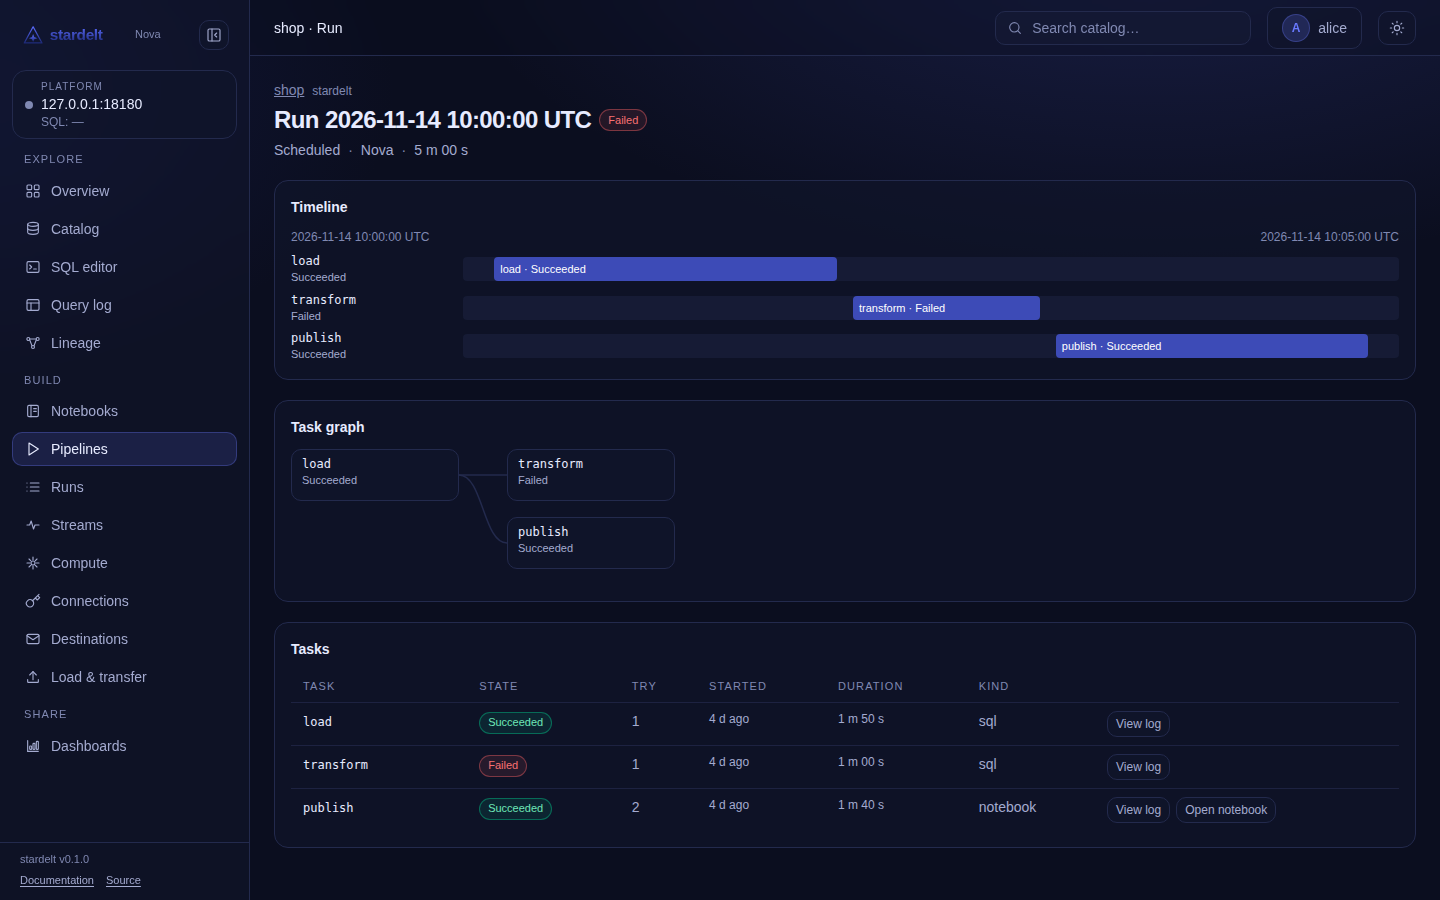 stardelt Nova
PLATFORM
127.0.0.1:18180
SQL: —
EXPLORE
Overview
Catalog
SQL editor
Query log
Lineage
BUILD
Notebooks
Pipelines
Runs
Streams
Compute
Connections
Destinations
Load & transfer
SHARE
Dashboards
stardelt v0.1.0
Documentation Source
shop · Run
Search catalog…
A alice
shop stardelt
Run 2026-11-14 10:00:00 UTC Failed
Scheduled · Nova · 5 m 00 s
Timeline
2026-11-14 10:00:00 UTC 2026-11-14 10:05:00 UTC
load
Succeeded
load · Succeeded
transform
Failed
transform · Failed
publish
Succeeded
publish · Succeeded
Task graph
load
Succeeded
transform
Failed
publish
Succeeded
Tasks
TASK STATE TRY STARTED DURATION KIND
load Succeeded 1 4 d ago 1 m 50 s sql View log
transform Failed 1 4 d ago 1 m 00 s sql View log
publish Succeeded 2 4 d ago 1 m 40 s notebook View log Open notebook